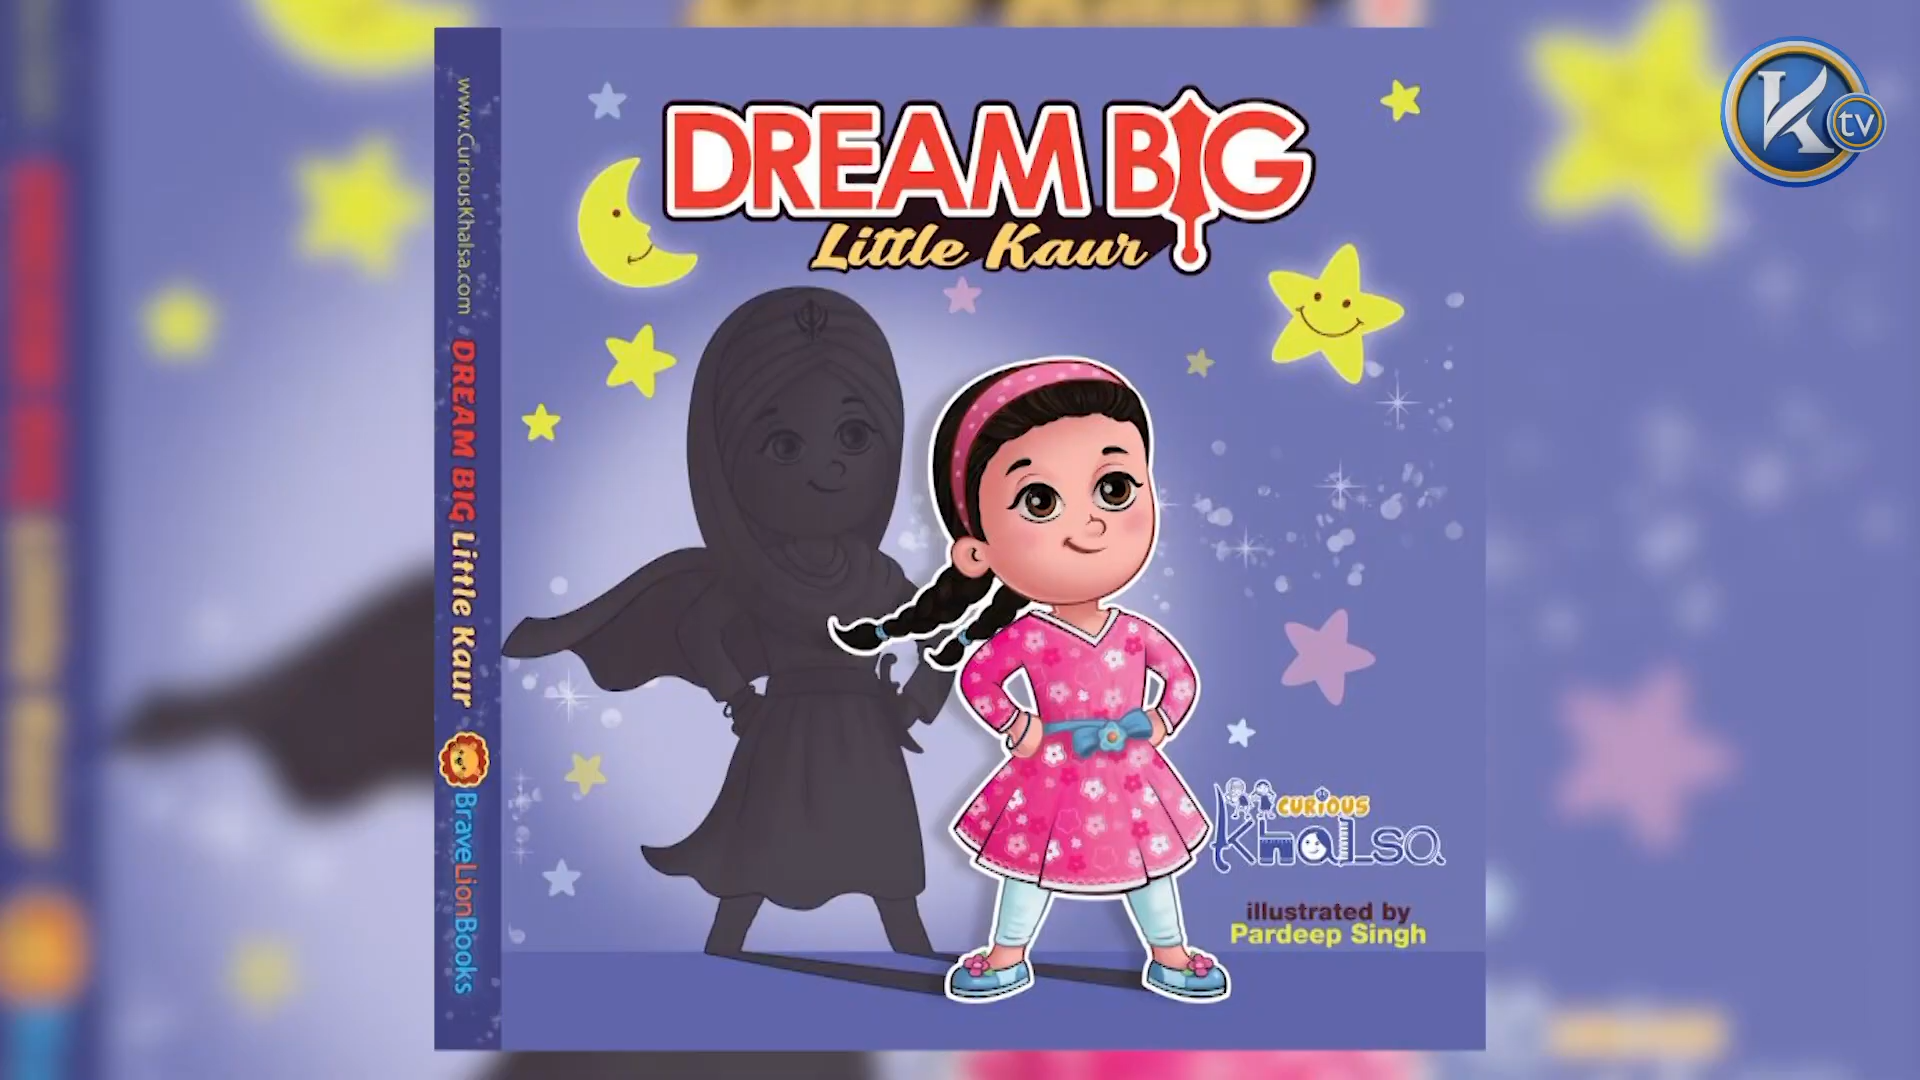 DREAM BIG
Little Kaur
www.CuriousKhalsa.com
DREAM BIG Little Kaur
BraveLionBooks
CURIOUS
Khalsa
illustrated by
Pardeep Singh
K tv